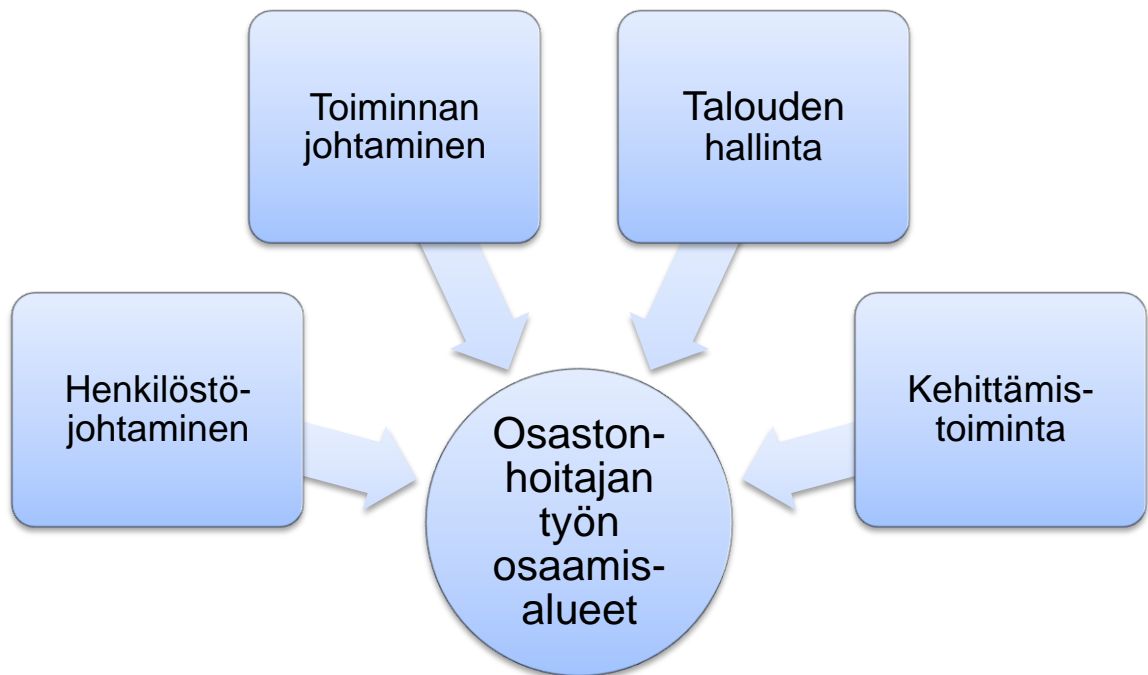 Toiminnan
johtaminen
Talouden
hallinta
Henkilöstö-
johtaminen
Kehittämis-
toiminta
Osaston-
hoitajan
työn
osaamis-
alueet